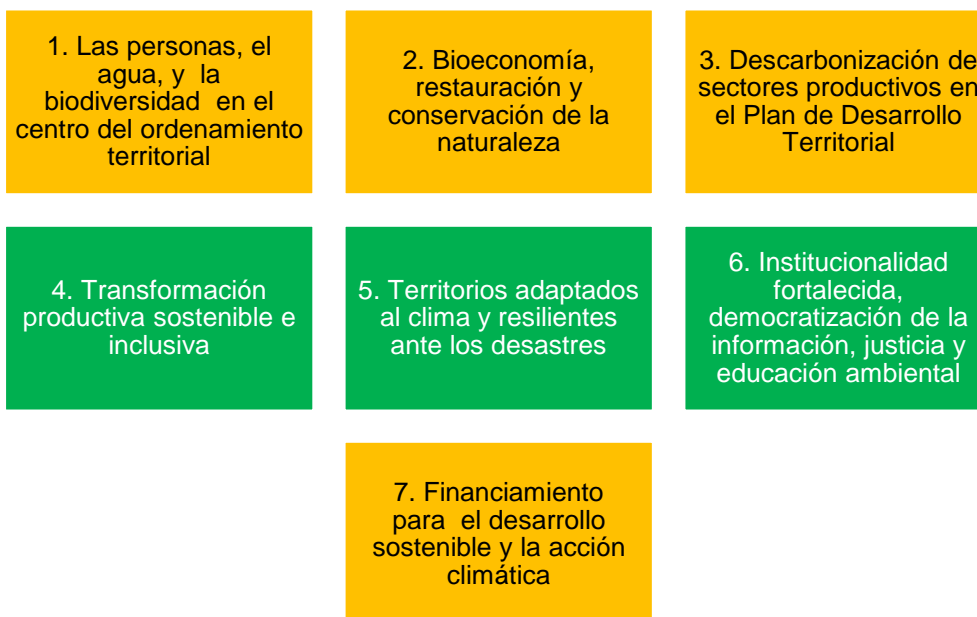 1. Las personas, el
agua, y la
biodiversidad en el
centro del ordenamiento
territorial
2. Bioeconomía,
restauración y
conservación de la
naturaleza
3. Descarbonización de
sectores productivos en
el Plan de Desarrollo
Territorial
4. Transformación
productiva sostenible e
inclusiva
5. Territorios adaptados
al clima y resilientes
ante los desastres
6. Institucionalidad
fortalecida,
democratización de la
información, justicia y
educación ambiental
7. Financiamiento
para el desarrollo
sostenible y la acción
climática